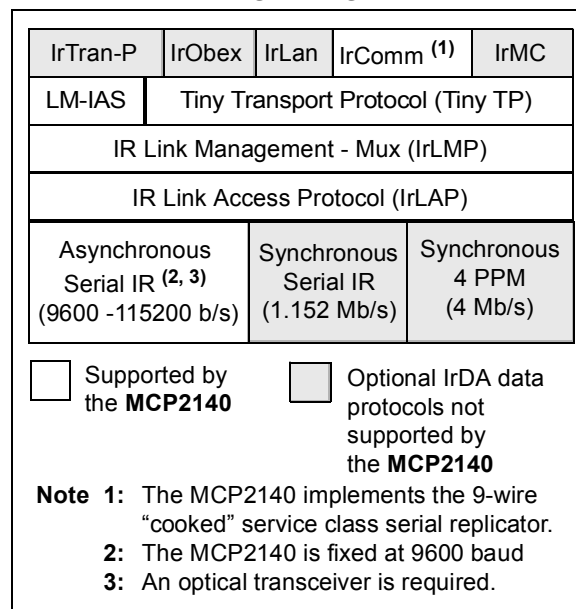 IrTran-P IrObex IrLan IrComm (1) IrMC
LM-IAS Tiny Transport Protocol (Tiny TP)
IR Link Management - Mux (IrLMP)
IR Link Access Protocol (IrLAP)
Asynchronous
Serial IR (2, 3)
(9600 -115200 b/s)
Synchronous
Serial IR
(1.152 Mb/s)
Synchronous
4 PPM
(4 Mb/s)
Supported by
the MCP2140
Optional IrDA data
protocols not
supported by
the MCP2140
Note 1: The MCP2140 implements the 9-wire
“cooked” service class serial replicator.
2: The MCP2140 is fixed at 9600 baud
3: An optical transceiver is required.